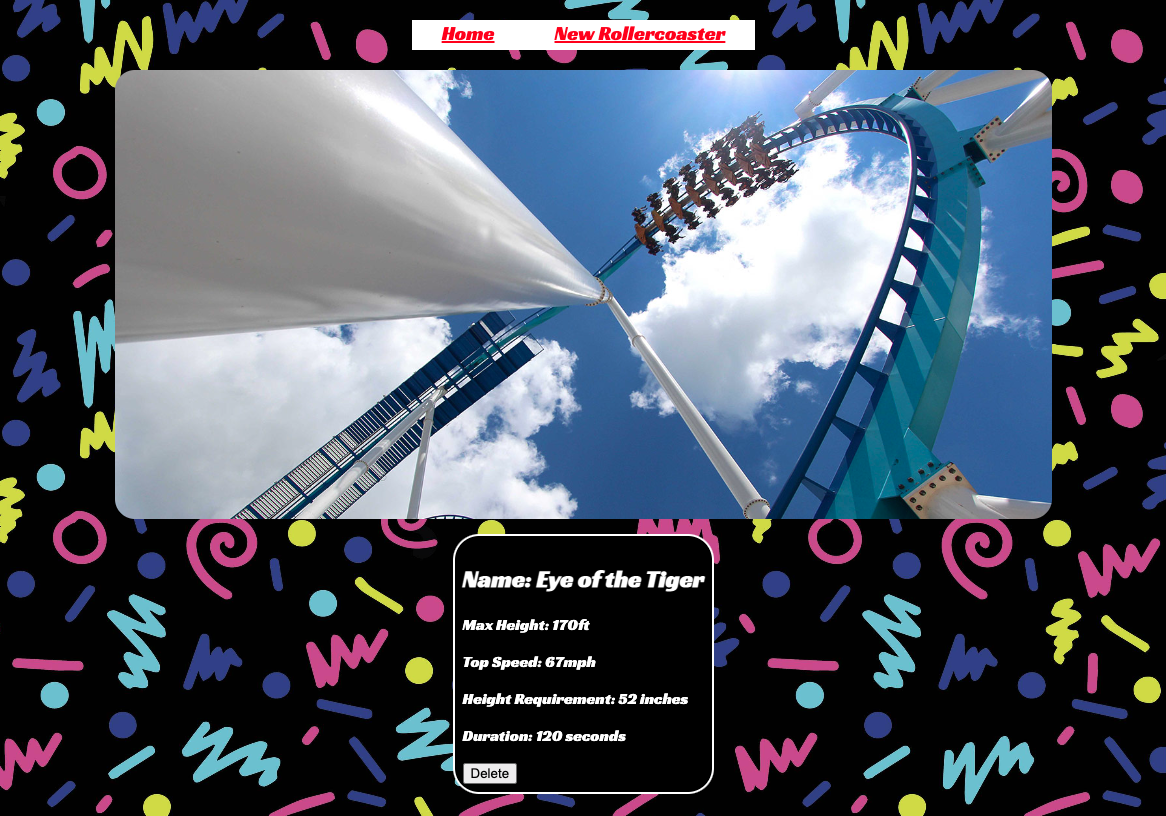 Home New Rollercoaster
Name: Eye of the Tiger
Max Height: 170ft
Top Speed: 67mph
Height Requirement: 52 inches
Duration: 120 seconds
Delete